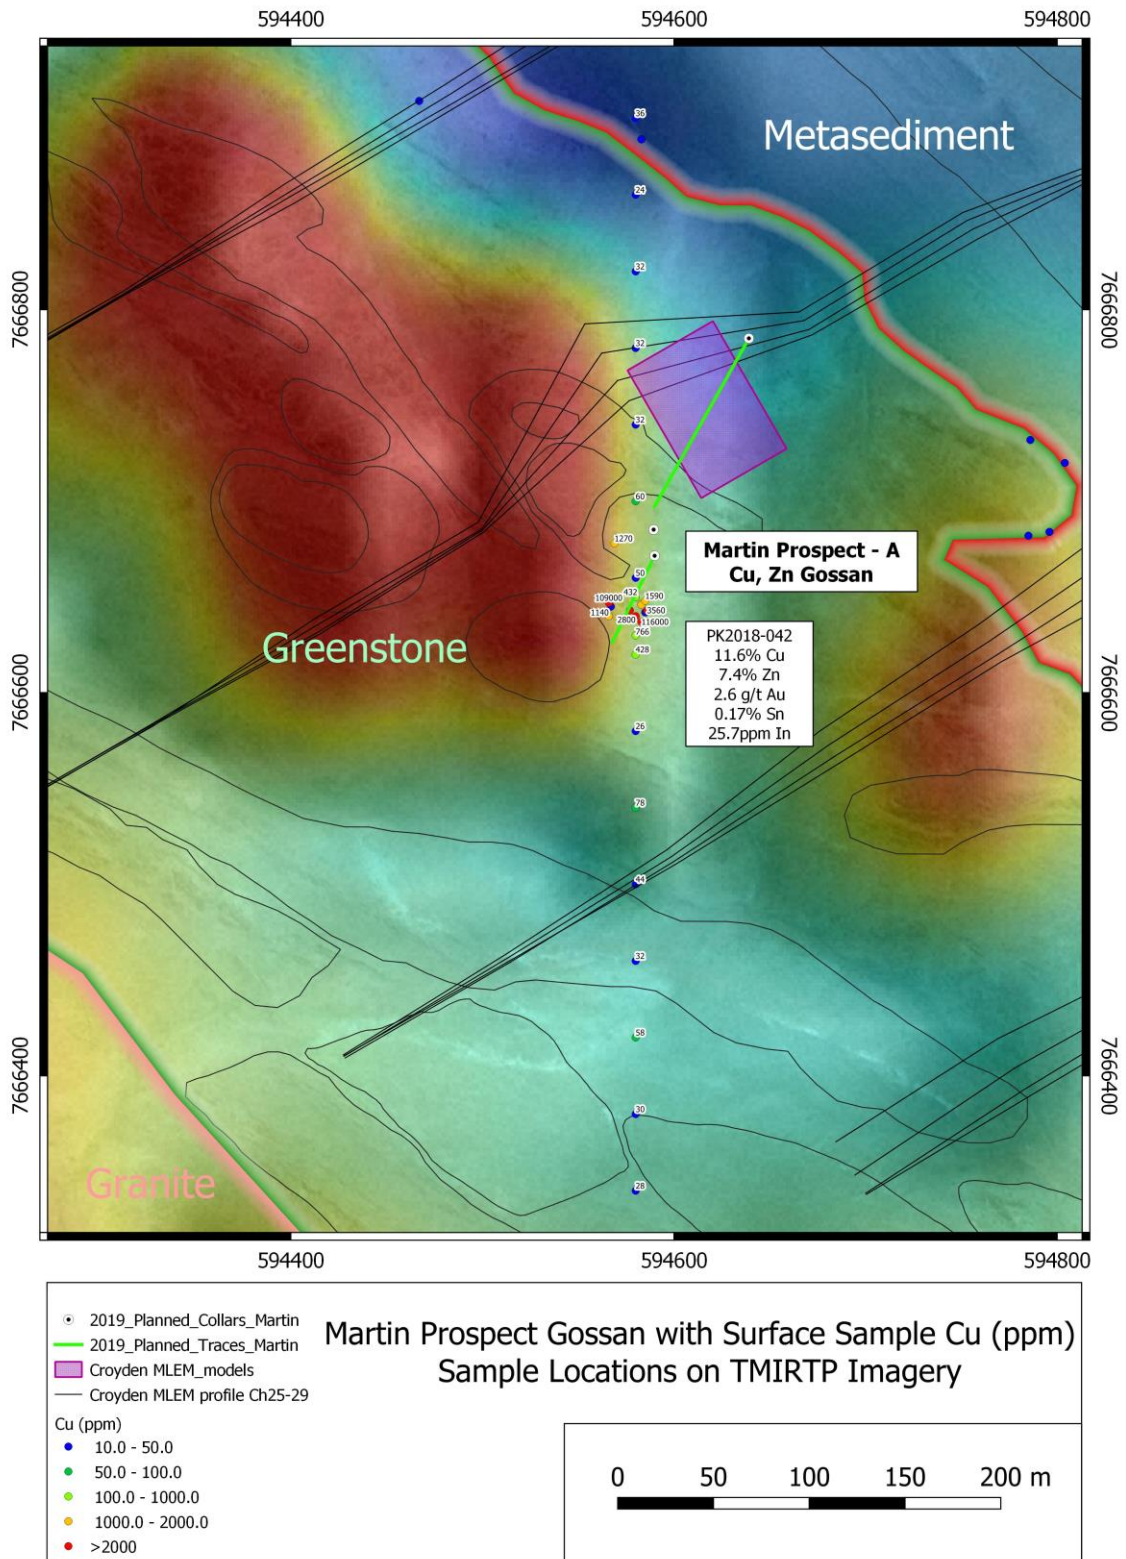 594400
594600
594800
36
Metasediment
24
32
7666800
7666800
32
32
60
1270
Martin Prospect - A
Cu, Zn Gossan
50
432
109000
1590
1140
3560
2800
116000
766
428
Greenstone
PK2018-042
11.6% Cu
7.4% Zn
2.6 g/t Au
0.17% Sn
25.7ppm In
7666600
7666600
26
78
44
32
58
7666400
7666400
30
Granite
28
594400
594600
594800
2019_Planned_Collars_Martin
2019_Planned_Traces_Martin
Croyden MLEM_models
Croyden MLEM profile Ch25-29
Cu (ppm)
10.0 - 50.0
50.0 - 100.0
100.0 - 1000.0
1000.0 - 2000.0
>2000
Martin Prospect Gossan with Surface Sample Cu (ppm)
Sample Locations on TMIRTP Imagery
0 50 100 150 200 m